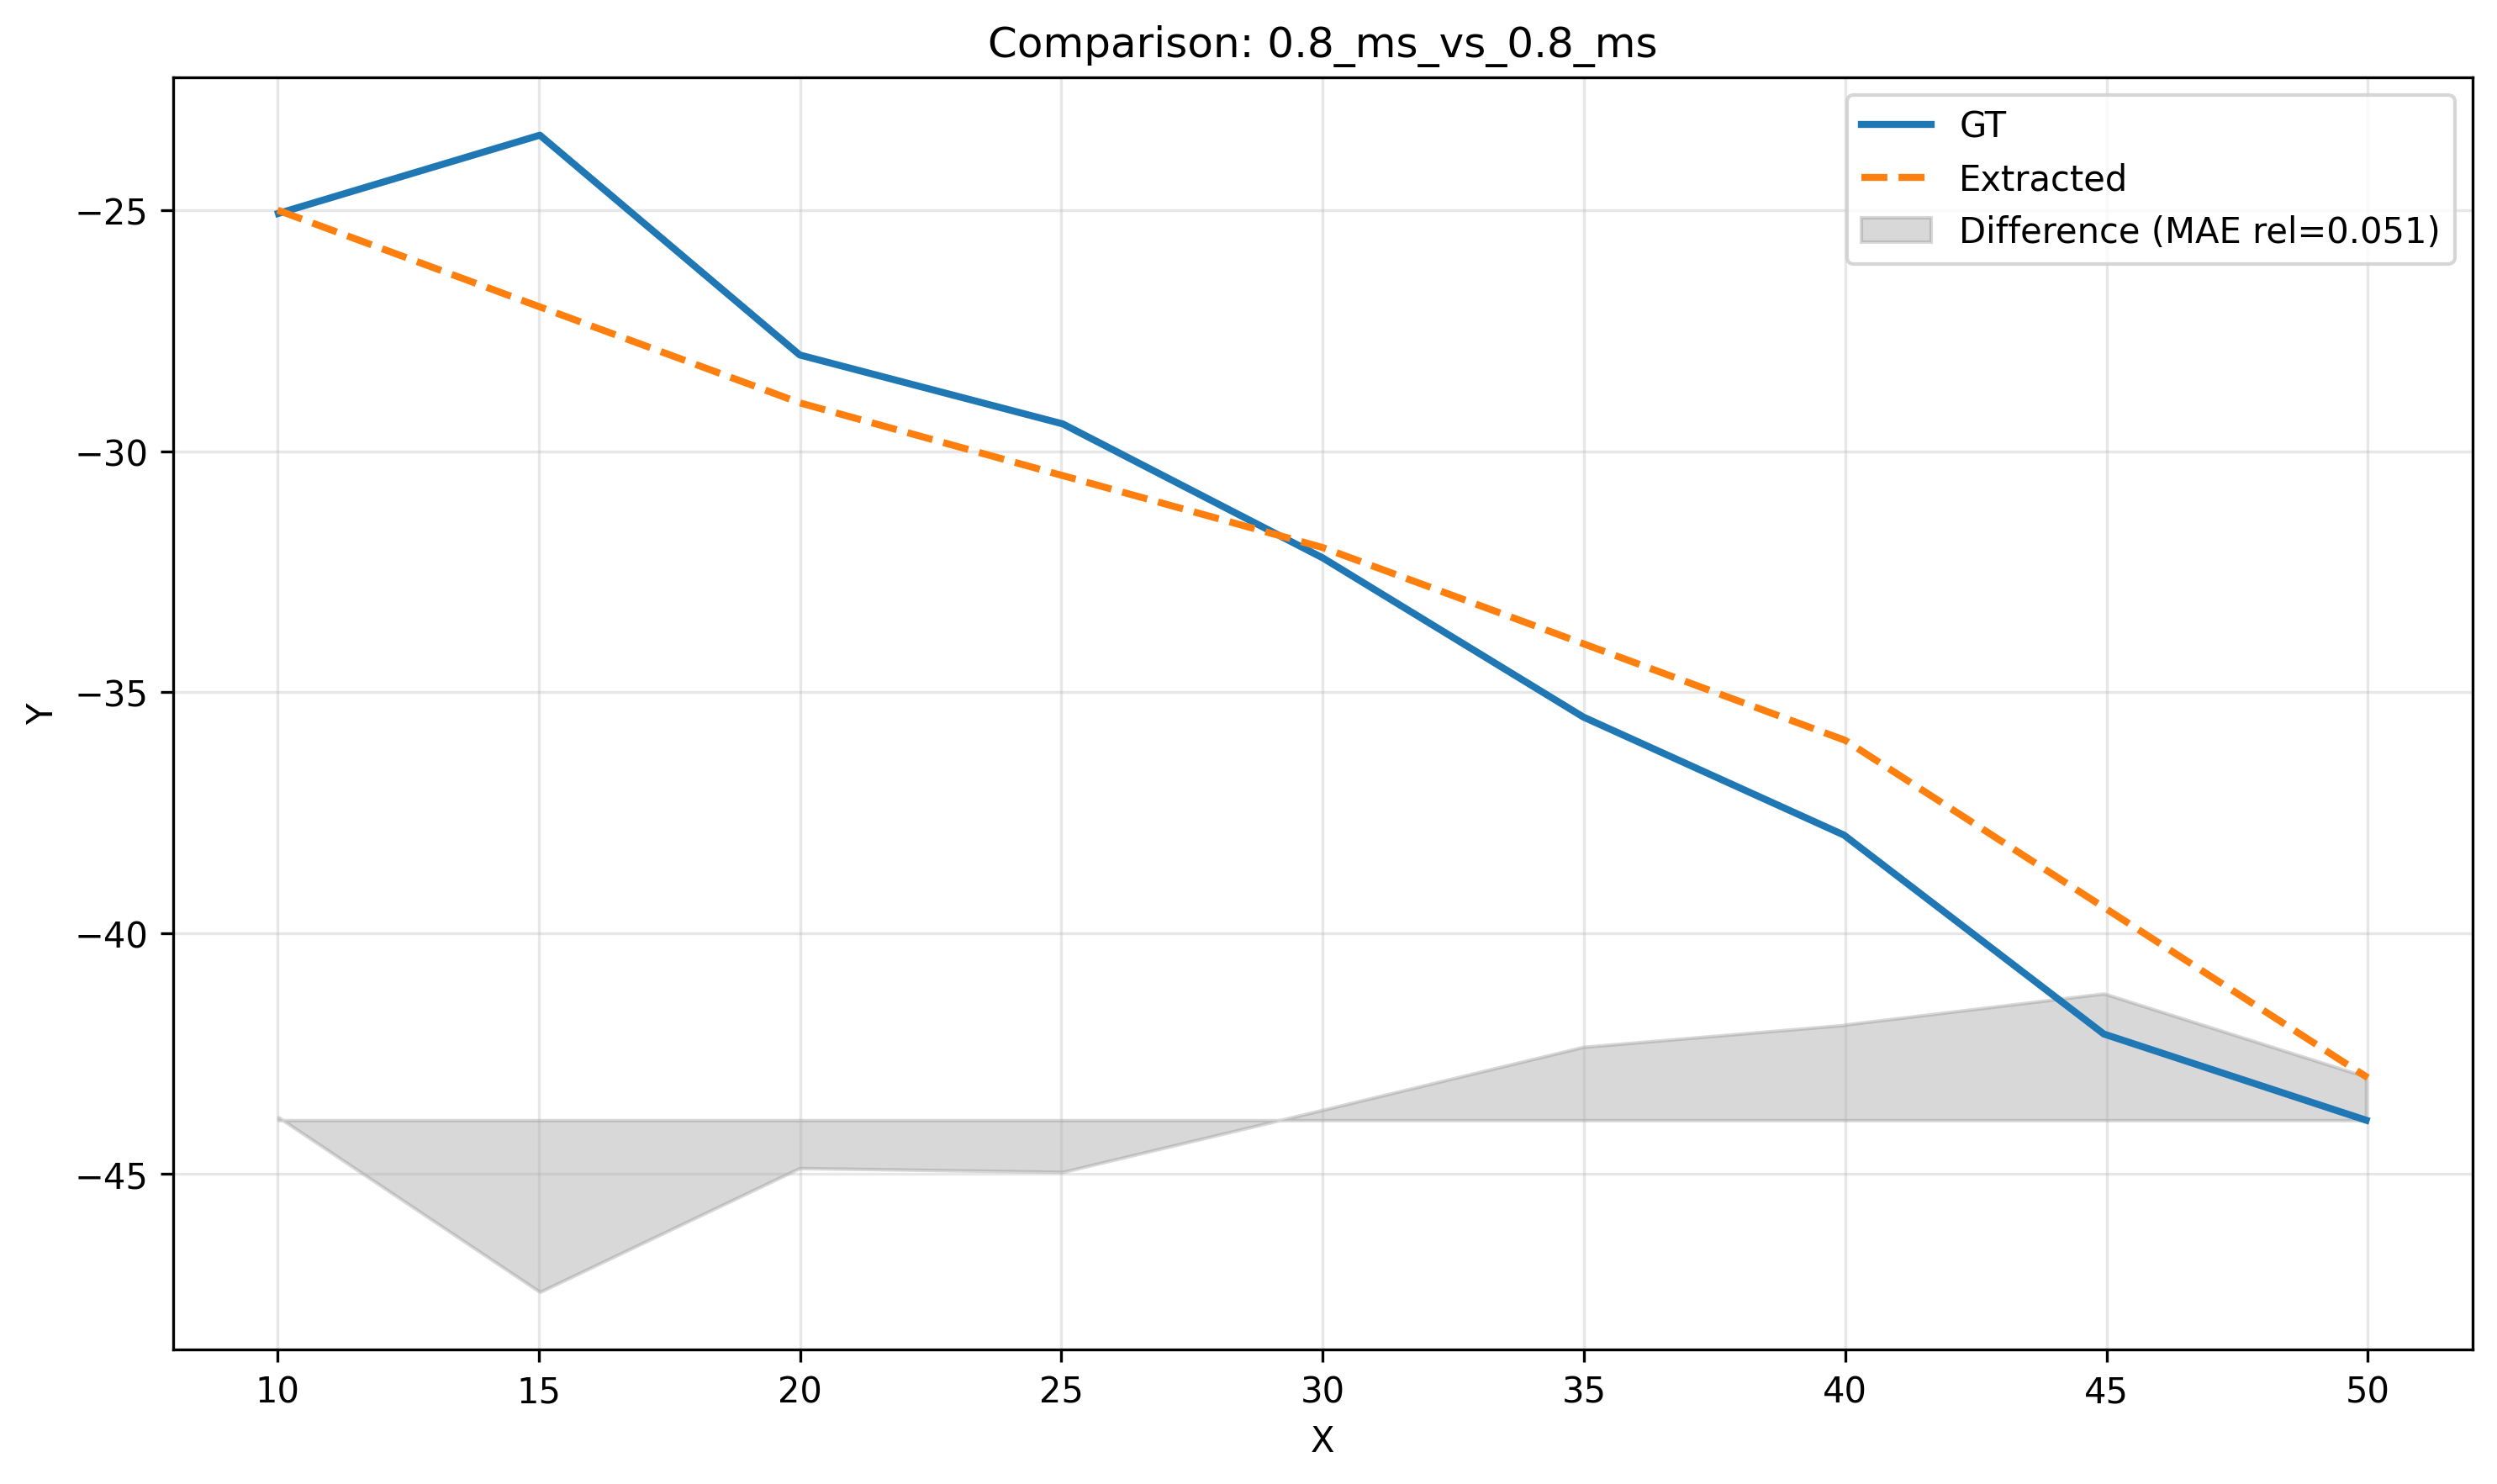 Comparison: 0.8_ms_vs_0.8_ms
GT
Extracted
Difference (MAE rel=0.051)
Y
−25
−30
−35
−40
−45
10 15 20 25 30 35 40 45 50
X